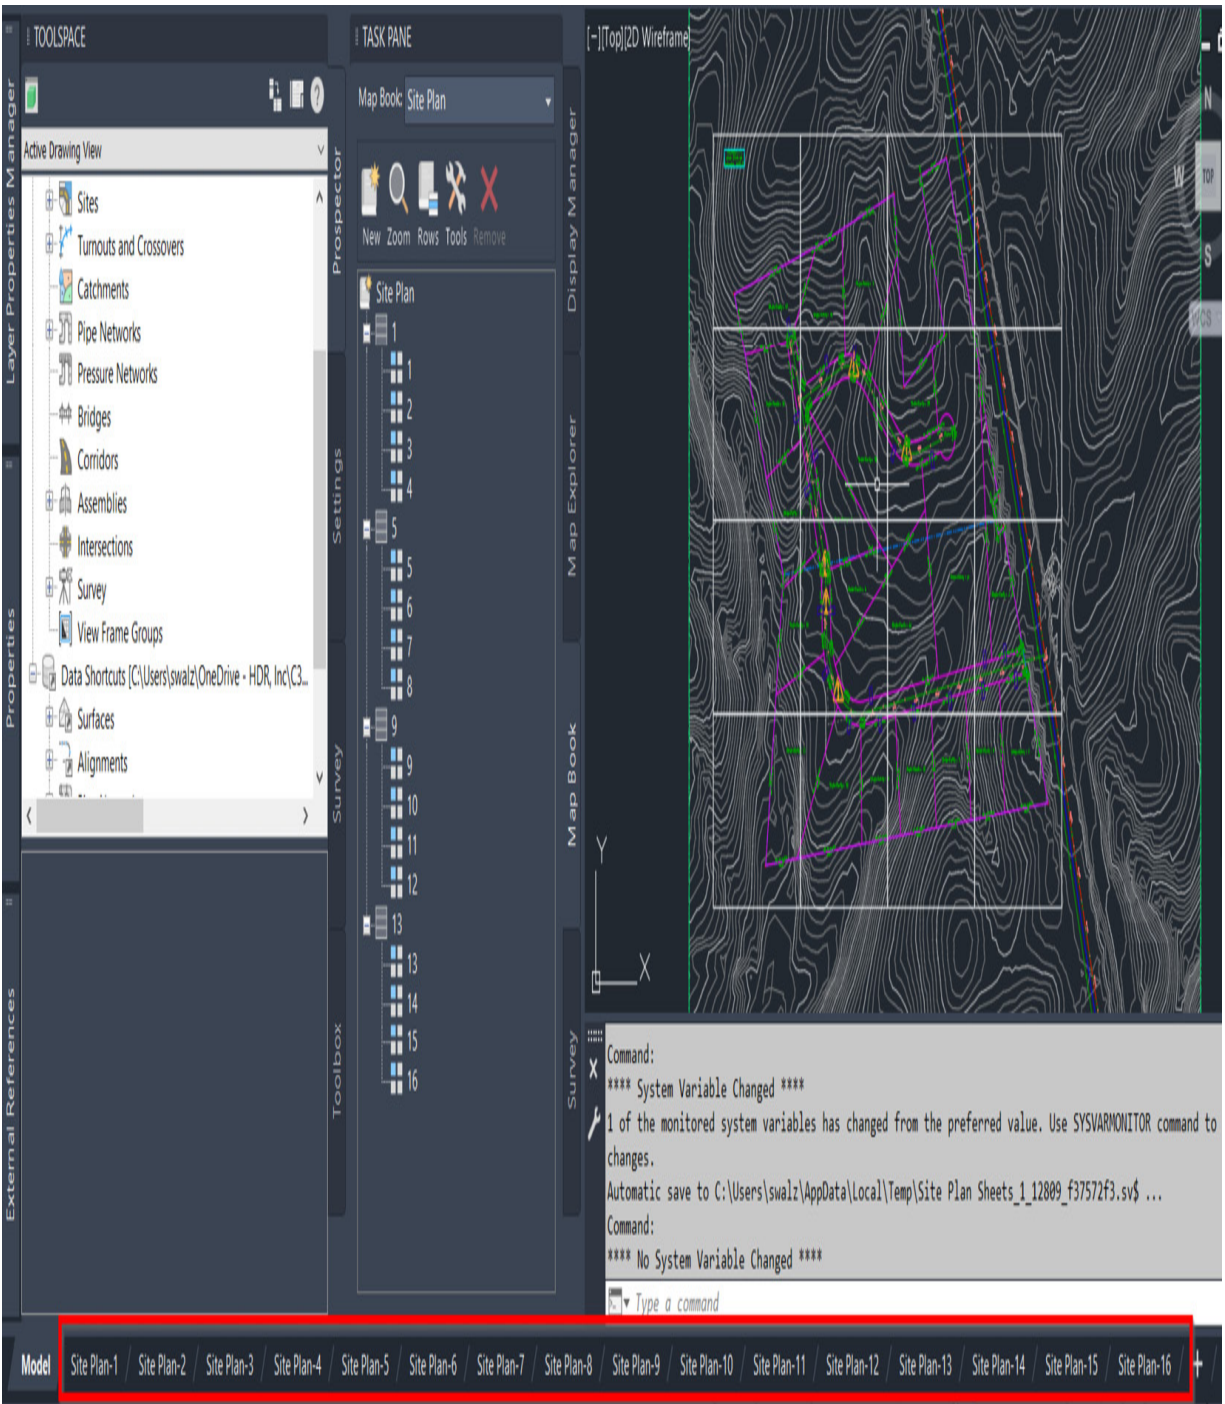 Layer Properties Manager
Properties
External References
TOOLSPACE
Active Drawing View
Sites
Turnouts and Crossovers
Catchments
Pipe Networks
Pressure Networks
Bridges
Corridors
Assemblies
Intersections
Survey
View Frame Groups
Data Shortcuts [C:\Users\swalz\OneDrive - HDR, Inc\C3...
Surfaces
Alignments
Prospector
Settings
Survey
Toolbox
TASK PANE
Map Book: Site Plan
New Zoom Rows Tools Remove
Site Plan
1
1
2
3
4
5
5
6
7
8
9
9
10
11
12
13
13
14
15
16
Display Manager
Map Explorer
Map Book
Survey
[-][Top][2D Wireframe]
N
W
TOP
S
WCS
Y
X
Command:
**** System Variable Changed ****
1 of the monitored system variables has changed from the preferred value. Use SYSVARMONITOR command to
changes.
Automatic save to C:\Users\swalz\AppData\Local\Temp\Site Plan Sheets_1_12809_f37572f3.sv$ ...
Command:
**** No System Variable Changed ****
Type a command
Model Site Plan-1 Site Plan-2 Site Plan-3 Site Plan-4 Site Plan-5 Site Plan-6 Site Plan-7 Site Plan-8 Site Plan-9 Site Plan-10 Site Plan-11 Site Plan-12 Site Plan-13 Site Plan-14 Site Plan-15 Site Plan-16 +